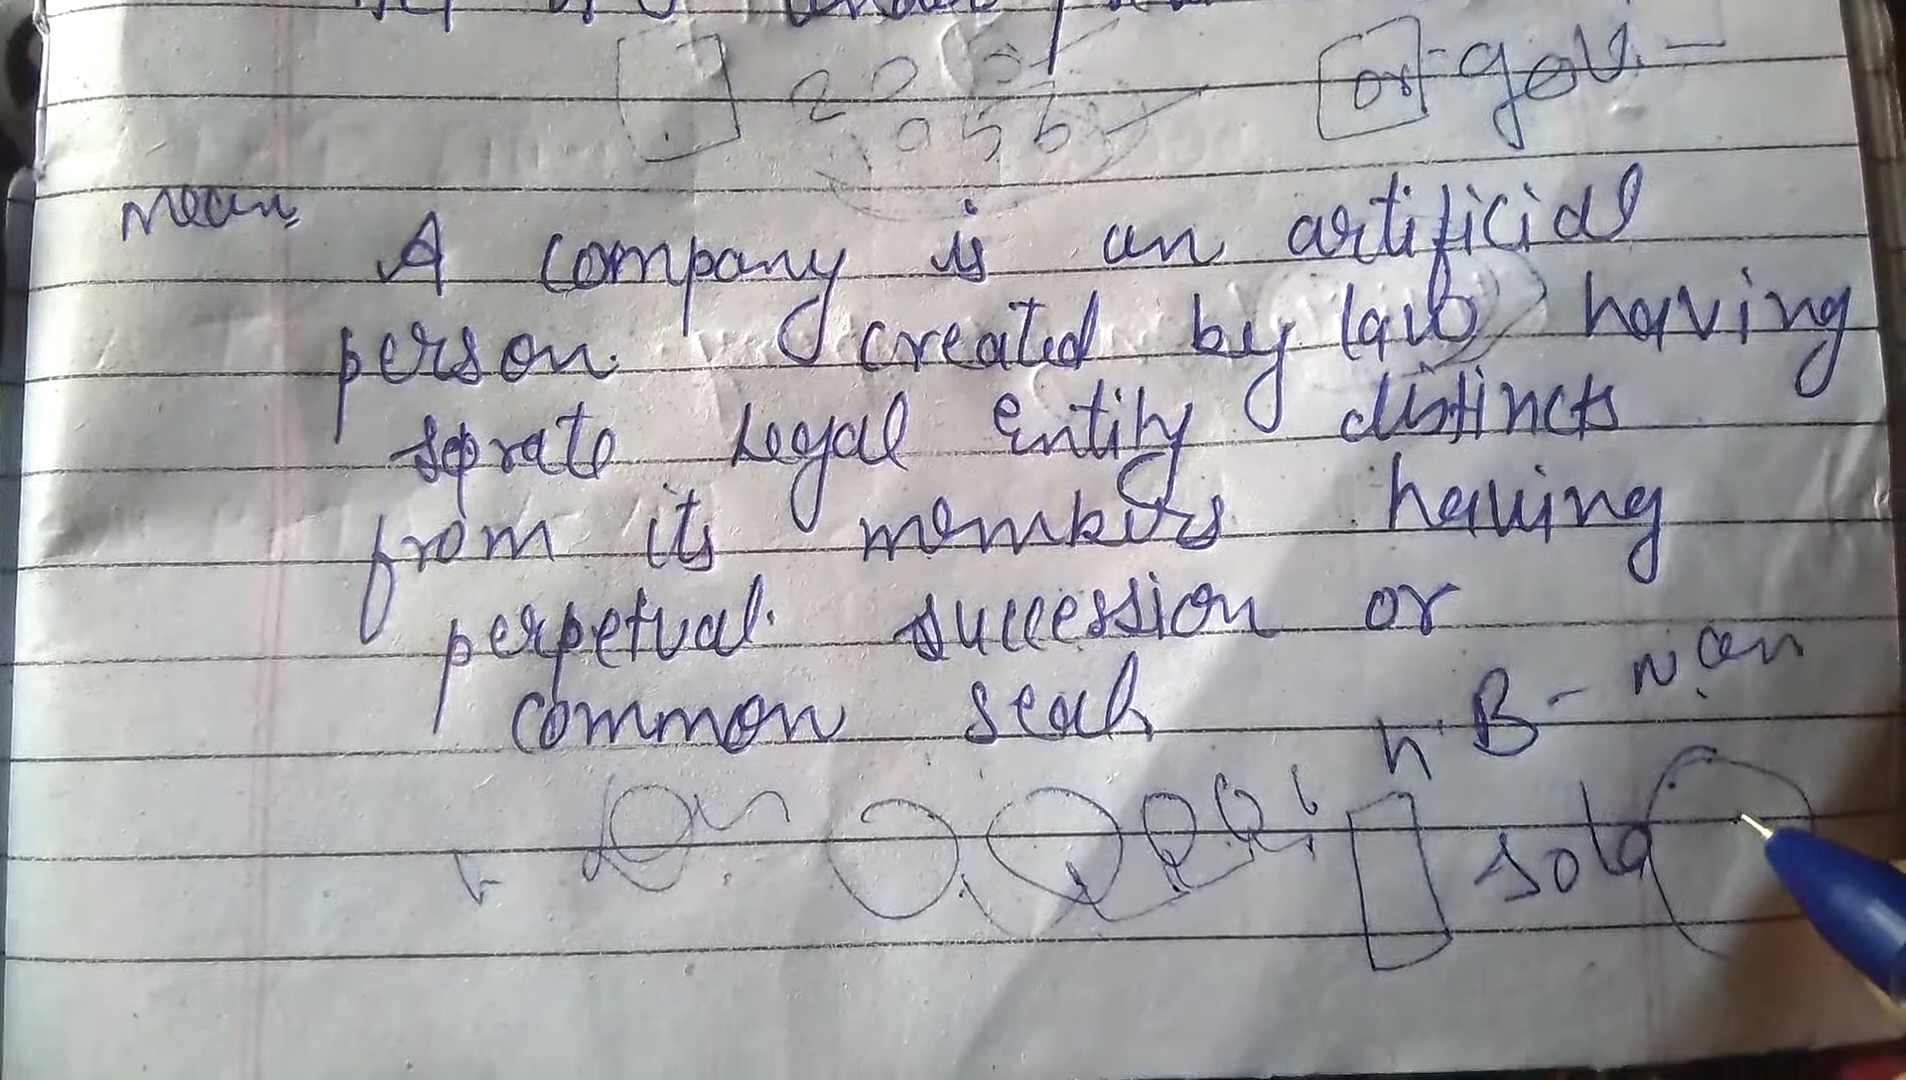 or - gov. -
Mean,
A company is an artificial
person. created by law having
seprate Legal Entity distincts
from its members having
perpetual. succession or
common seal.
h B -
sola